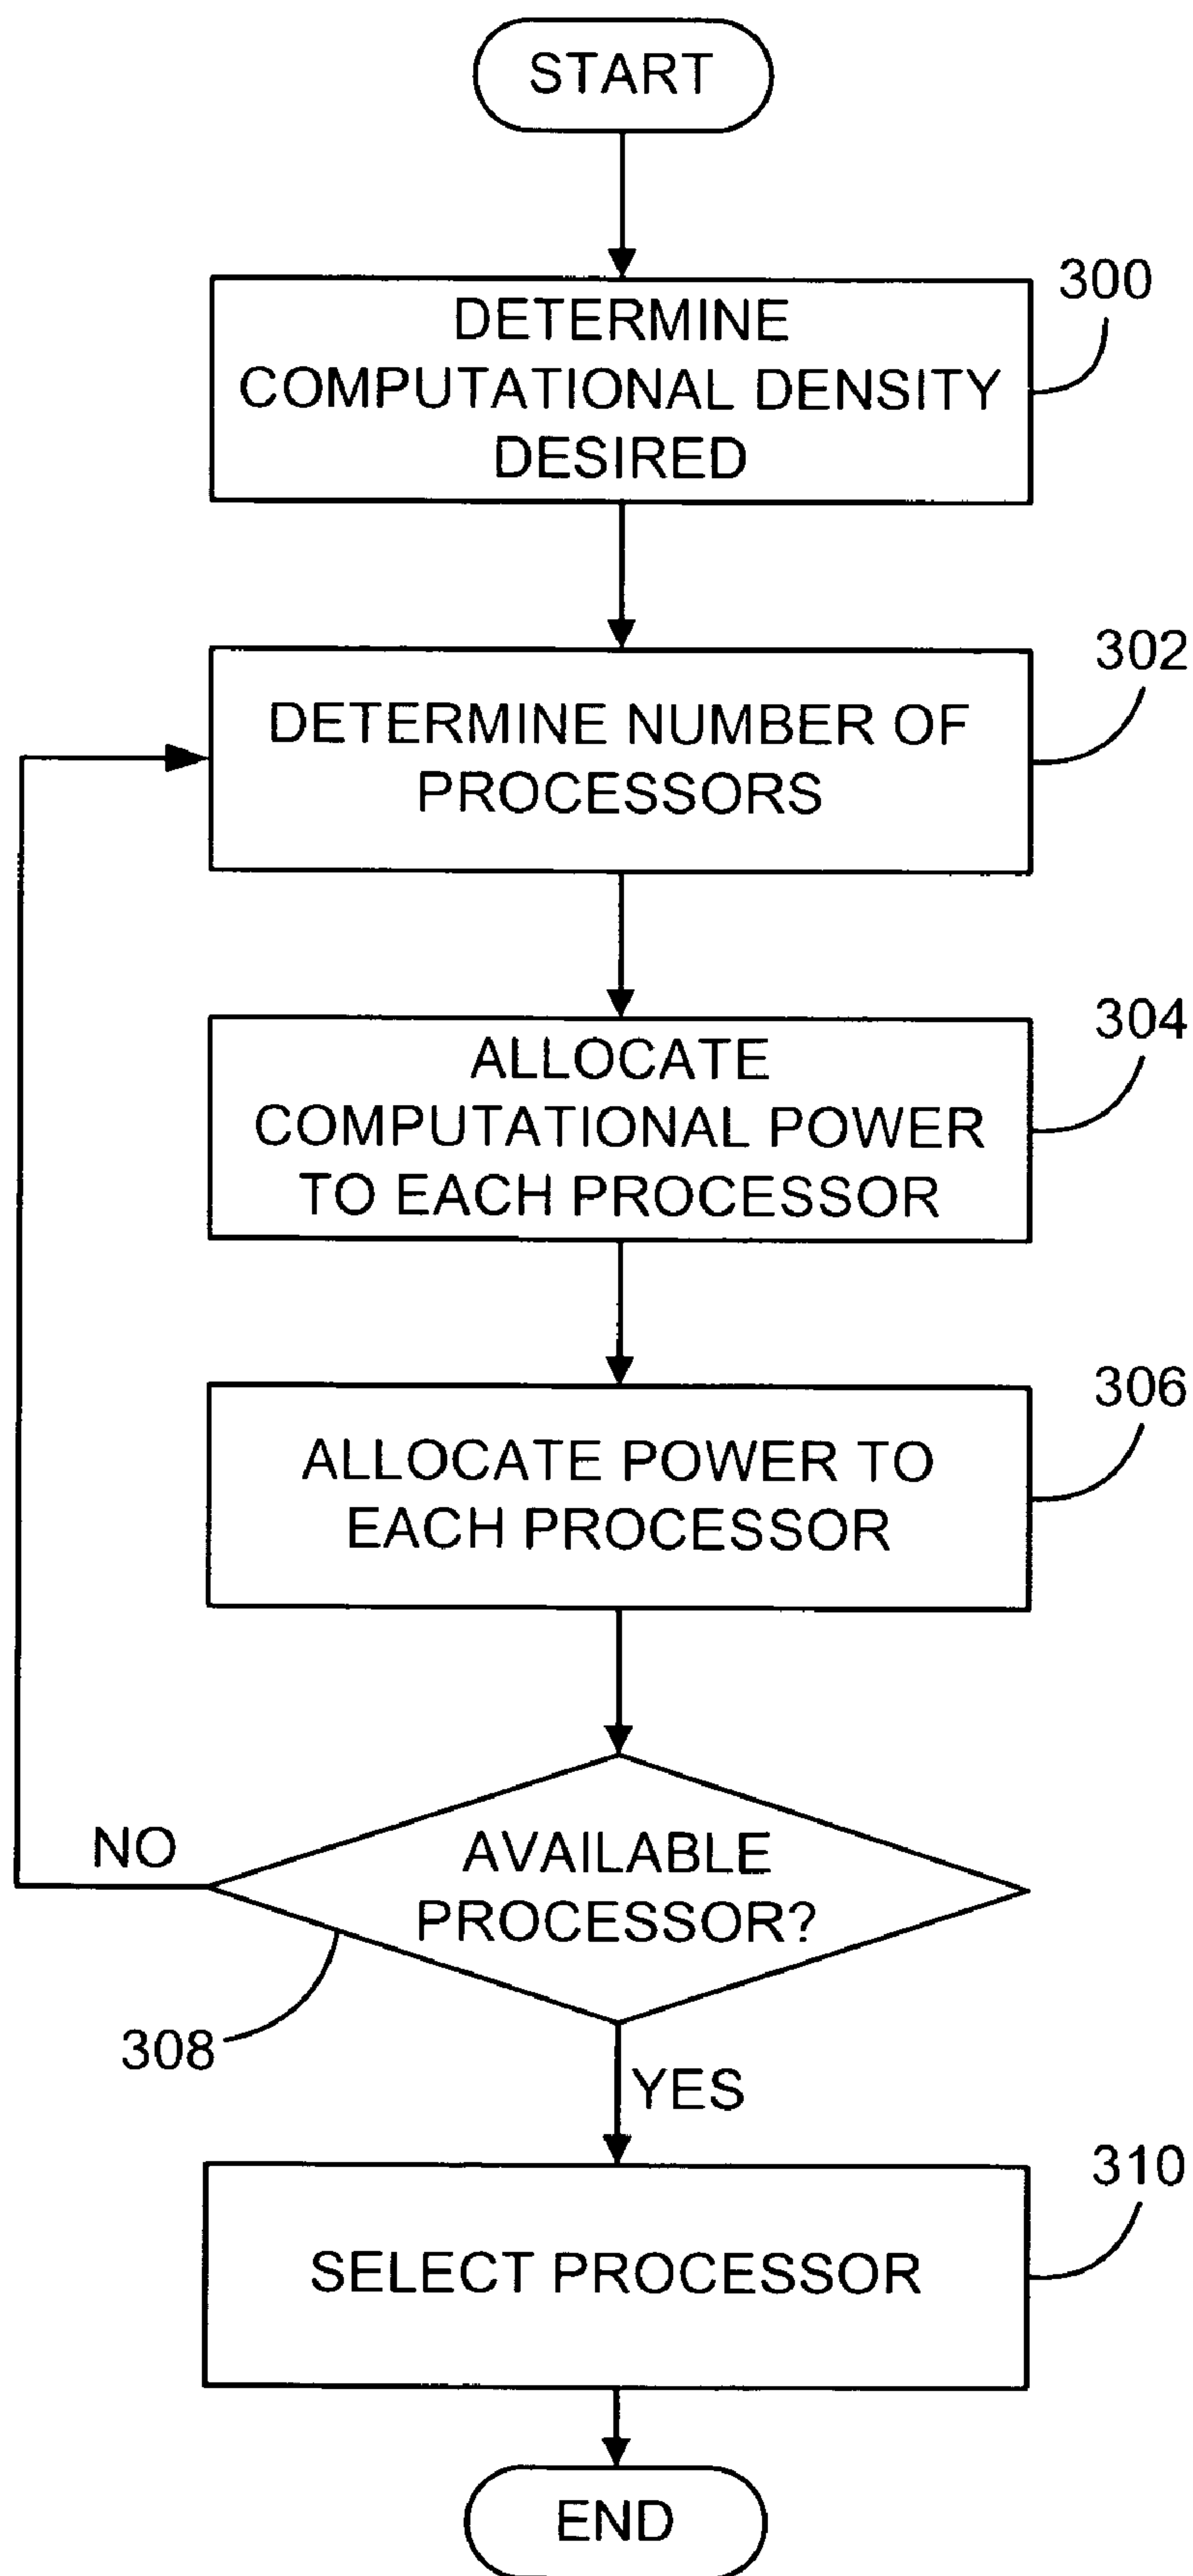 START
300
DETERMINE
COMPUTATIONAL DENSITY
DESIRED
302
DETERMINE NUMBER OF
PROCESSORS
304
ALLOCATE
COMPUTATIONAL POWER
TO EACH PROCESSOR
306
ALLOCATE POWER TO
EACH PROCESSOR
NO
AVAILABLE
PROCESSOR?
308
YES
310
SELECT PROCESSOR
END